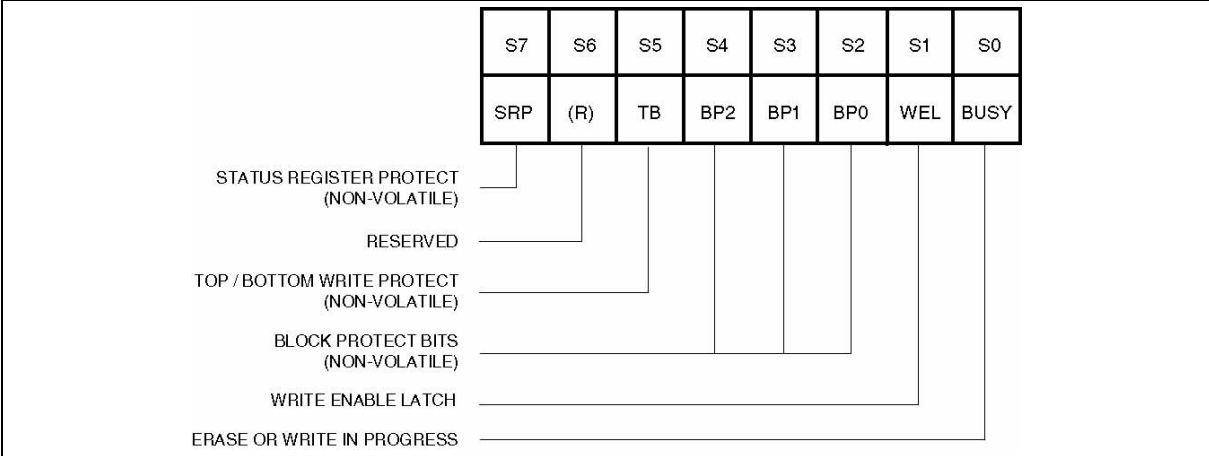 S7 S6 S5 S4 S3 S2 S1 S0
SRP (R) TB BP2 BP1 BP0 WEL BUSY
STATUS REGISTER PROTECT
(NON-VOLATILE)
RESERVED
TOP / BOTTOM WRITE PROTECT
(NON-VOLATILE)
BLOCK PROTECT BITS
(NON-VOLATILE)
WRITE ENABLE LATCH
ERASE OR WRITE IN PROGRESS